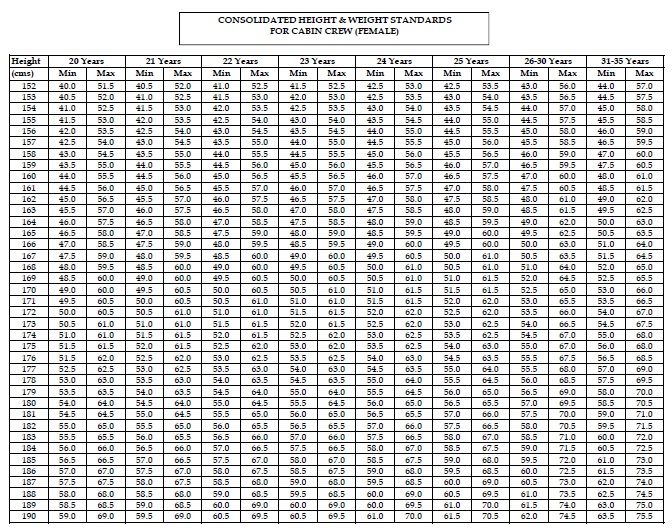 CONSOLIDATED HEIGHT & WEIGHT STANDARDS
FOR CABIN CREW (FEMALE)
Height 20 Years 21 Years 22 Years 23 Years 24 Years 25 Years 26-30 Years 31-35 Years
(cms) Min Max Min Max Min Max Min Max Min Max Min Max Min Max Min Max
152 40.0 51.5 40.5 52.0 41.0 52.5 41.5 52.5 42.5 53.0 42.5 53.5 43.0 56.0 44.0 57.0
153 40.5 52.0 41.0 52.5 41.5 53.0 42.0 53.0 42.5 53.5 43.0 54.0 43.5 56.5 44.5 57.5
154 41.0 52.5 41.5 53.0 42.0 53.5 42.5 53.5 43.0 54.0 43.5 54.5 44.0 57.0 45.0 58.0
155 41.5 53.0 42.0 53.5 42.5 54.0 43.0 54.0 43.5 54.5 44.0 55.0 44.5 57.5 45.5 58.5
156 42.0 53.5 42.5 54.0 43.0 54.5 43.5 54.5 44.0 55.0 44.5 55.5 45.0 58.0 46.0 59.0
157 42.5 54.0 43.0 54.5 43.5 55.0 44.0 55.0 44.5 55.5 45.0 56.0 45.5 58.5 46.5 59.5
158 43.0 54.5 43.5 55.0 44.0 55.5 44.5 55.5 45.0 56.0 45.5 56.5 46.0 59.0 47.0 60.0
159 43.5 55.0 44.0 55.5 44.5 56.0 45.0 56.0 45.5 56.5 46.0 57.0 46.5 59.5 47.5 60.5
160 44.0 55.5 44.5 56.0 45.0 56.5 45.5 56.5 46.0 57.0 46.5 57.5 47.0 60.0 48.0 61.0
161 44.5 56.0 45.0 56.5 45.5 57.0 46.0 57.0 46.5 57.5 47.0 58.0 47.5 60.5 48.5 61.5
162 45.0 56.5 45.5 57.0 46.0 57.5 46.5 57.5 47.0 58.0 47.5 58.5 48.0 61.0 49.0 62.0
163 45.5 57.0 46.0 57.5 46.5 58.0 47.0 58.0 47.5 58.5 48.0 59.0 48.5 61.5 49.5 62.5
164 46.0 57.5 46.5 58.0 47.0 58.5 47.5 58.5 48.0 59.0 48.5 59.5 49.0 62.0 50.0 63.0
165 46.5 58.0 47.0 58.5 47.5 59.0 48.0 59.0 48.5 59.5 49.0 60.0 49.5 62.5 50.5 63.5
166 47.0 58.5 47.5 59.0 48.0 59.5 48.5 59.5 49.0 60.0 49.5 60.0 50.0 63.0 51.0 64.0
167 47.5 59.0 48.0 59.5 48.5 60.0 49.0 60.0 49.5 60.5 50.0 61.0 50.5 63.5 51.5 64.5
168 48.0 59.5 48.5 60.0 49.0 60.5 49.5 60.5 50.0 61.0 50.5 61.0 51.0 64.0 52.0 65.0
169 48.5 60.0 49.0 60.0 49.5 60.5 50.0 60.5 50.5 61.0 51.0 61.5 52.0 64.5 52.5 65.5
170 49.0 60.0 49.5 60.5 50.0 60.5 50.5 61.0 51.0 61.5 51.5 61.5 52.5 65.0 53.0 66.0
171 49.5 60.5 50.0 60.5 50.5 61.0 51.0 61.0 51.5 61.5 52.0 62.0 53.0 65.5 53.5 66.5
172 50.0 60.5 50.5 61.0 51.0 61.0 51.5 61.5 52.0 62.0 52.5 62.0 53.5 66.0 54.0 67.0
173 50.5 61.0 51.0 61.0 51.5 61.5 52.0 61.5 52.5 62.0 53.0 62.5 54.0 66.5 54.5 67.5
174 51.0 61.0 51.5 61.5 52.0 61.5 52.5 62.0 53.0 62.5 53.5 62.5 54.5 67.0 55.0 68.0
175 51.5 61.5 52.0 61.5 52.5 62.0 53.0 62.0 53.5 62.5 54.0 63.0 55.0 67.0 56.0 68.0
176 51.5 62.0 52.5 62.0 53.0 62.5 53.5 62.5 54.0 63.0 54.5 63.5 55.5 67.5 56.5 68.5
177 52.5 62.5 53.0 62.5 53.5 63.0 54.0 63.0 54.5 63.5 55.0 64.0 55.5 68.0 57.0 69.0
178 53.0 63.0 53.5 63.0 54.0 63.5 54.5 63.5 55.0 64.0 55.5 64.5 56.0 68.5 57.5 69.5
179 53.5 63.5 54.0 63.5 54.5 64.0 55.0 64.0 55.5 64.5 56.0 65.0 56.5 69.0 58.0 70.0
180 54.0 64.0 54.5 64.0 55.0 64.5 55.5 64.5 56.0 65.0 56.5 65.5 57.0 69.5 58.5 70.5
181 54.5 64.5 55.0 64.5 55.5 65.0 56.0 65.0 56.5 65.5 57.0 66.0 57.5 70.0 59.0 71.0
182 55.0 65.0 55.5 65.0 56.0 65.5 56.5 65.5 57.0 66.0 57.5 66.5 58.0 70.5 59.5 71.5
183 55.5 65.5 56.0 65.5 56.5 66.0 57.0 66.0 57.5 66.5 58.0 67.0 58.5 71.0 60.0 72.0
184 56.0 66.0 56.5 66.0 57.0 66.5 57.5 66.5 58.0 67.0 58.5 67.5 59.0 71.5 60.5 72.5
185 56.5 66.5 57.0 66.5 57.5 67.0 58.0 67.0 58.5 67.5 59.0 68.0 59.5 72.0 61.0 73.0
186 57.0 67.0 57.5 67.0 58.0 67.5 58.5 67.5 59.0 68.0 59.5 68.5 60.0 72.5 61.5 73.5
187 57.5 67.5 58.0 67.5 58.5 68.0 59.0 68.0 59.5 68.5 60.0 69.0 60.5 73.0 62.0 74.0
188 58.0 68.0 58.5 68.0 59.0 68.5 59.5 68.5 60.0 69.0 60.5 69.5 61.0 73.5 62.5 74.5
189 58.5 68.5 59.0 68.5 59.5 69.0 60.0 69.0 60.5 69.5 61.0 70.0 61.5 74.0 63.0 75.0
190 59.0 69.0 59.5 69.0 60.0 69.5 60.5 69.5 61.0 70.0 61.5 70.5 62.0 74.5 63.5 75.5